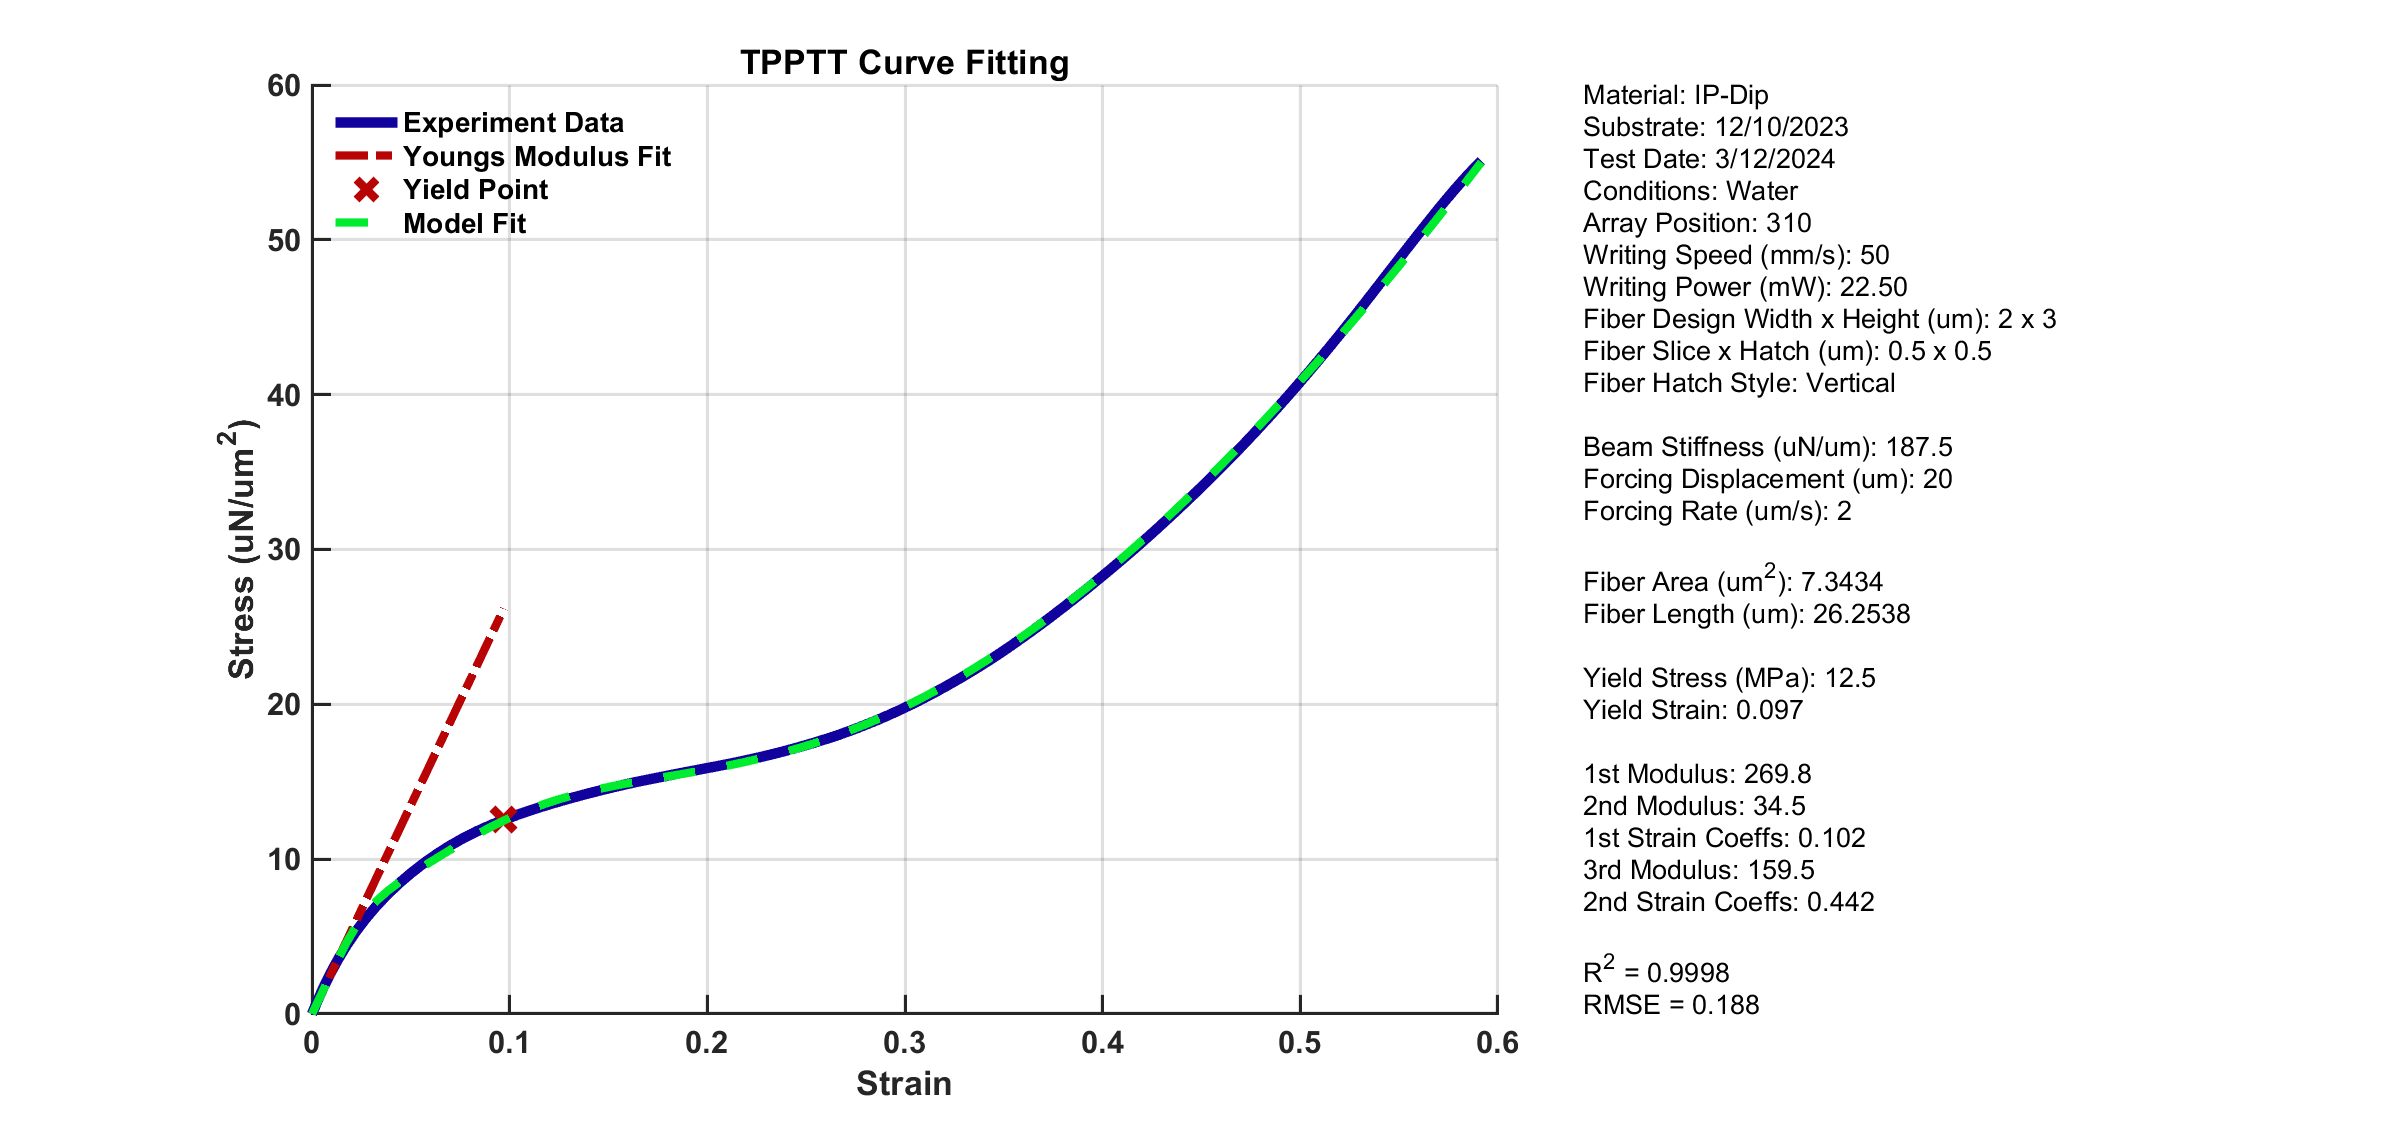 TPPTT Curve Fitting
60
50
40
30
20
10
0
Stress (uN/um²)
Experiment Data
Youngs Modulus Fit
Yield Point
Model Fit
0 0.1 0.2 0.3 0.4 0.5 0.6
Strain
Material: IP-Dip
Substrate: 12/10/2023
Test Date: 3/12/2024
Conditions: Water
Array Position: 310
Writing Speed (mm/s): 50
Writing Power (mW): 22.50
Fiber Design Width x Height (um): 2 x 3
Fiber Slice x Hatch (um): 0.5 x 0.5
Fiber Hatch Style: Vertical
Beam Stiffness (uN/um): 187.5
Forcing Displacement (um): 20
Forcing Rate (um/s): 2
Fiber Area (um²): 7.3434
Fiber Length (um): 26.2538
Yield Stress (MPa): 12.5
Yield Strain: 0.097
1st Modulus: 269.8
2nd Modulus: 34.5
1st Strain Coeffs: 0.102
3rd Modulus: 159.5
2nd Strain Coeffs: 0.442
R² = 0.9998
RMSE = 0.188